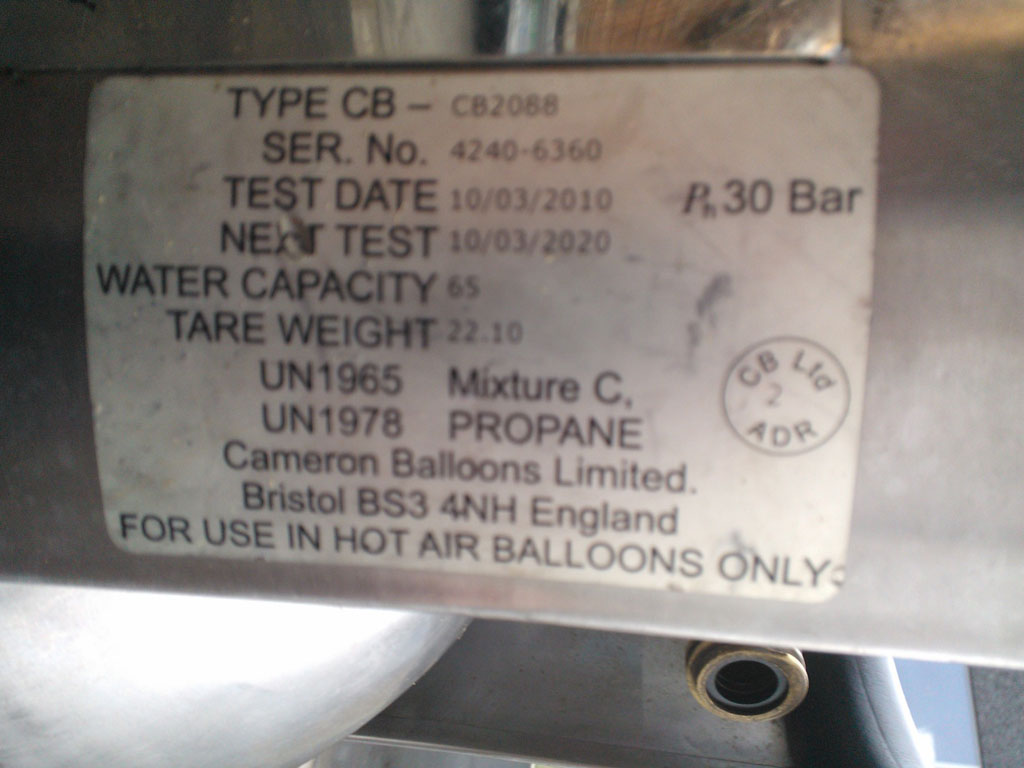 TYPE CB – CB2088
SER. No. 4240-6360
TEST DATE 10/03/2010 Ph 30 Bar
NEXT TEST 10/03/2020
WATER CAPACITY 65
TARE WEIGHT 22.10
UN1965 Mixture C,
UN1978 PROPANE
CB Ltd
2
ADR
Cameron Balloons Limited.
Bristol BS3 4NH England
FOR USE IN HOT AIR BALLOONS ONLY